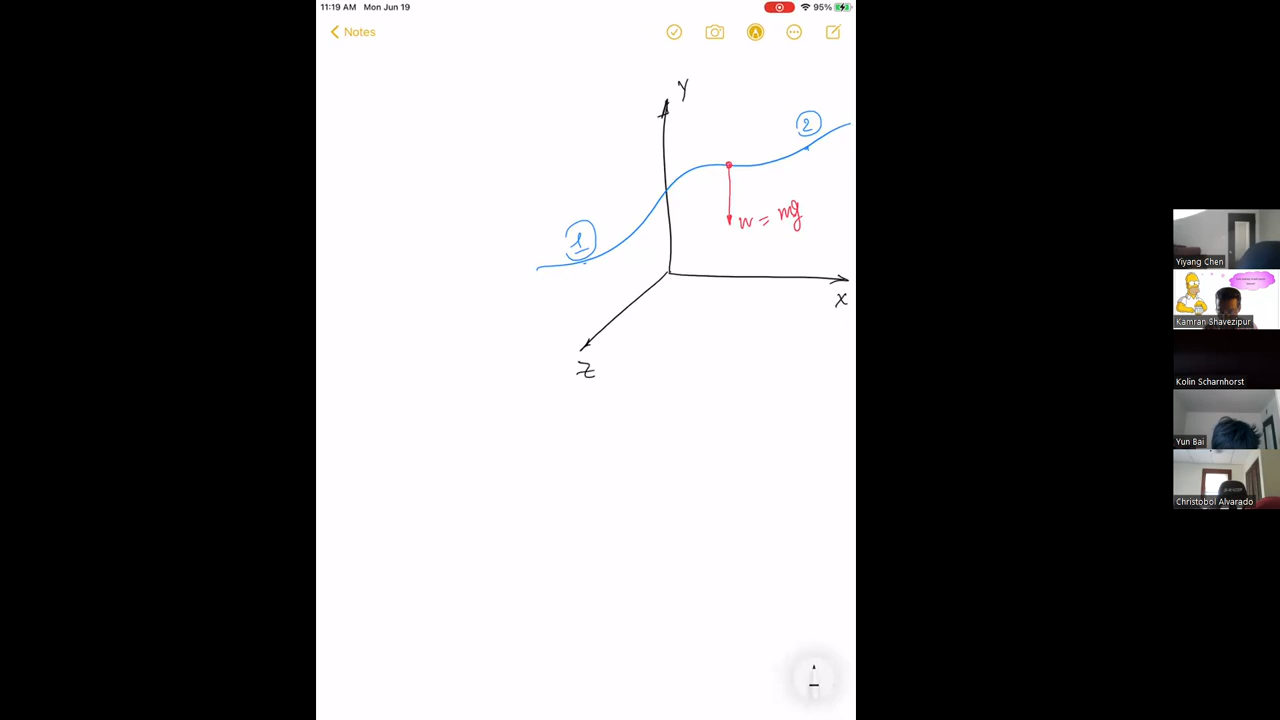 11:19 AM Mon Jun 19
95%
Notes
Y
2
W = mg
1
X
Z
Yiyang Chen
Kamran Shavezipur
Kolin Scharnhorst
Yun Bai
Christobol Alvarado